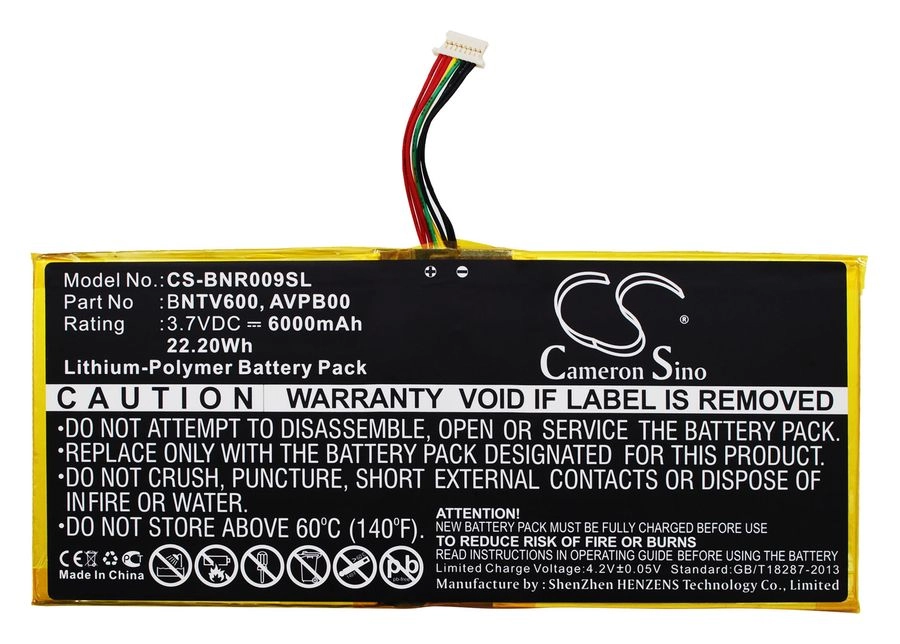 Model No.: CS-BNR009SL
Part No : BNTV600, AVPB00
Rating : 3.7VDC ⎓ 6000mAh
22.20Wh
Lithium-Polymer Battery Pack
CS
®
Cameron Sino
CAUTION WARRANTY VOID IF LABEL IS REMOVED
•DO NOT ATTEMPT TO DISASSEMBLE, OPEN OR SERVICE THE BATTERY PACK.
•REPLACE ONLY WITH THE BATTERY PACK DESIGNATED FOR THIS PRODUCT.
•DO NOT CRUSH, PUNCTURE, SHORT EXTERNAL CONTACTS OR DISPOSE OF
INFIRE OR WATER.
•DO NOT STORE ABOVE 60°C (140°F).
ATTENTION!
NEW BATTERY PACK MUST BE FULLY CHARGED BEFORE USE
TO REDUCE RISK OF FIRE OR BURNS
READ INSTRUCTIONS IN OPERATING VEFORE USING THE BATTERY
Limited Charge Voltage:4.2V±0.05V Standard:GB/T18287-2013
Manufacture by : ShenZhen HENZENS Technology Co., Limited
CE
Made In China
pb-free